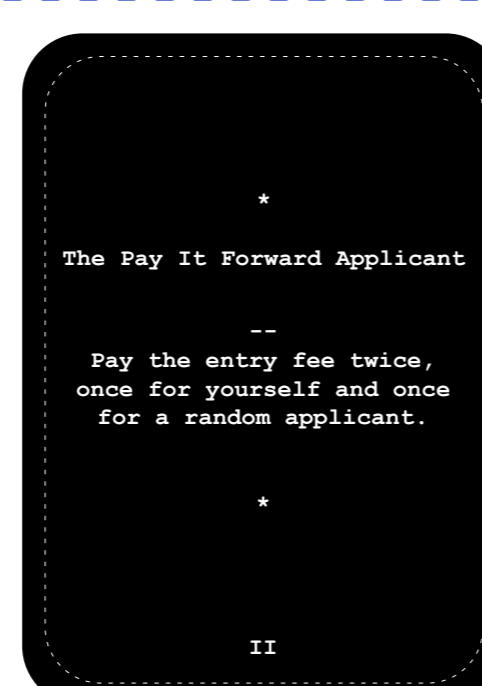 *
The Pay It Forward Applicant
--
Pay the entry fee twice,
once for yourself and once
for a random applicant.
*
II